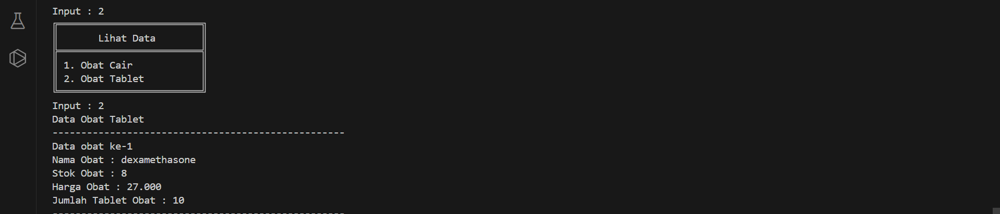 Input : 2
Lihat Data
1. Obat Cair
2. Obat Tablet
Input : 2
Data Obat Tablet
---------------------------------------------------
Data obat ke-1
Nama Obat : dexamethasone
Stok Obat : 8
Harga Obat : 27.000
Jumlah Tablet Obat : 10
---------------------------------------------------